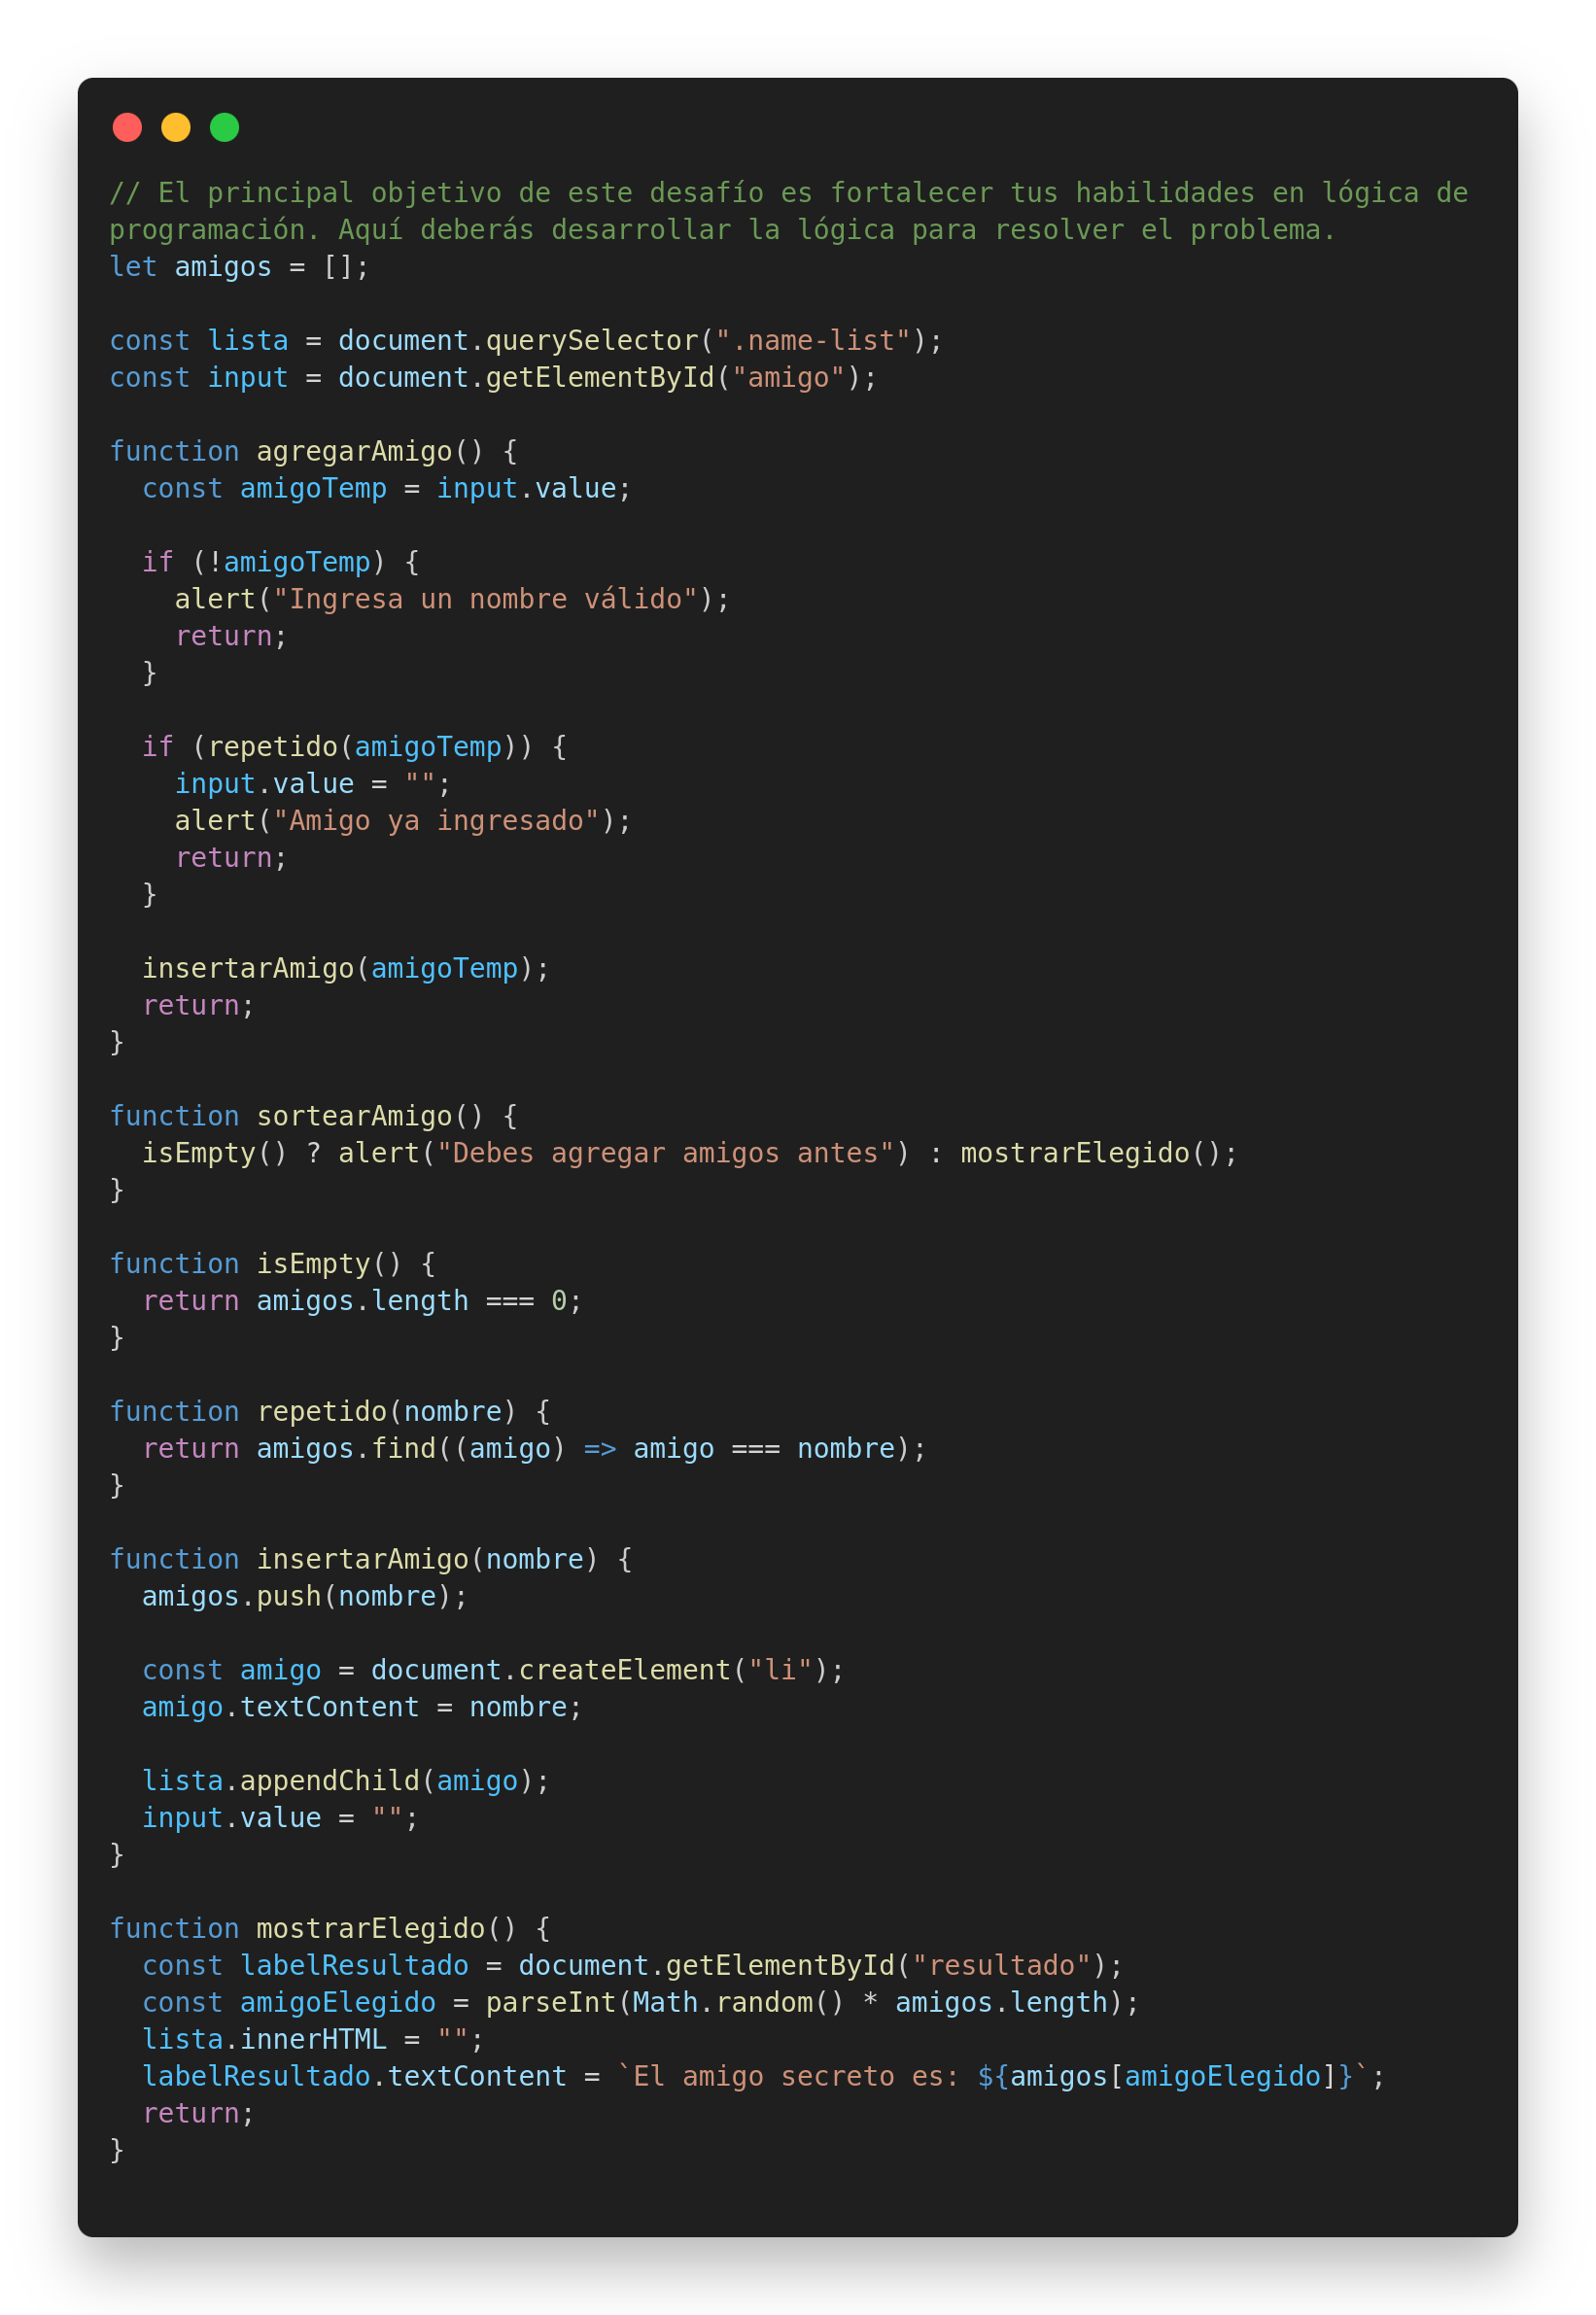 // El principal objetivo de este desafío es fortalecer tus habilidades en lógica de
programación. Aquí deberás desarrollar la lógica para resolver el problema.
let amigos = [];

const lista = document.querySelector(".name-list");
const input = document.getElementById("amigo");

function agregarAmigo() {
  const amigoTemp = input.value;

  if (!amigoTemp) {
    alert("Ingresa un nombre válido");
    return;
  }

  if (repetido(amigoTemp)) {
    input.value = "";
    alert("Amigo ya ingresado");
    return;
  }

  insertarAmigo(amigoTemp);
  return;
}

function sortearAmigo() {
  isEmpty() ? alert("Debes agregar amigos antes") : mostrarElegido();
}

function isEmpty() {
  return amigos.length === 0;
}

function repetido(nombre) {
  return amigos.find((amigo) => amigo === nombre);
}

function insertarAmigo(nombre) {
  amigos.push(nombre);

  const amigo = document.createElement("li");
  amigo.textContent = nombre;

  lista.appendChild(amigo);
  input.value = "";
}

function mostrarElegido() {
  const labelResultado = document.getElementById("resultado");
  const amigoElegido = parseInt(Math.random() * amigos.length);
  lista.innerHTML = "";
  labelResultado.textContent = `El amigo secreto es: ${amigos[amigoElegido]}`;
  return;
}